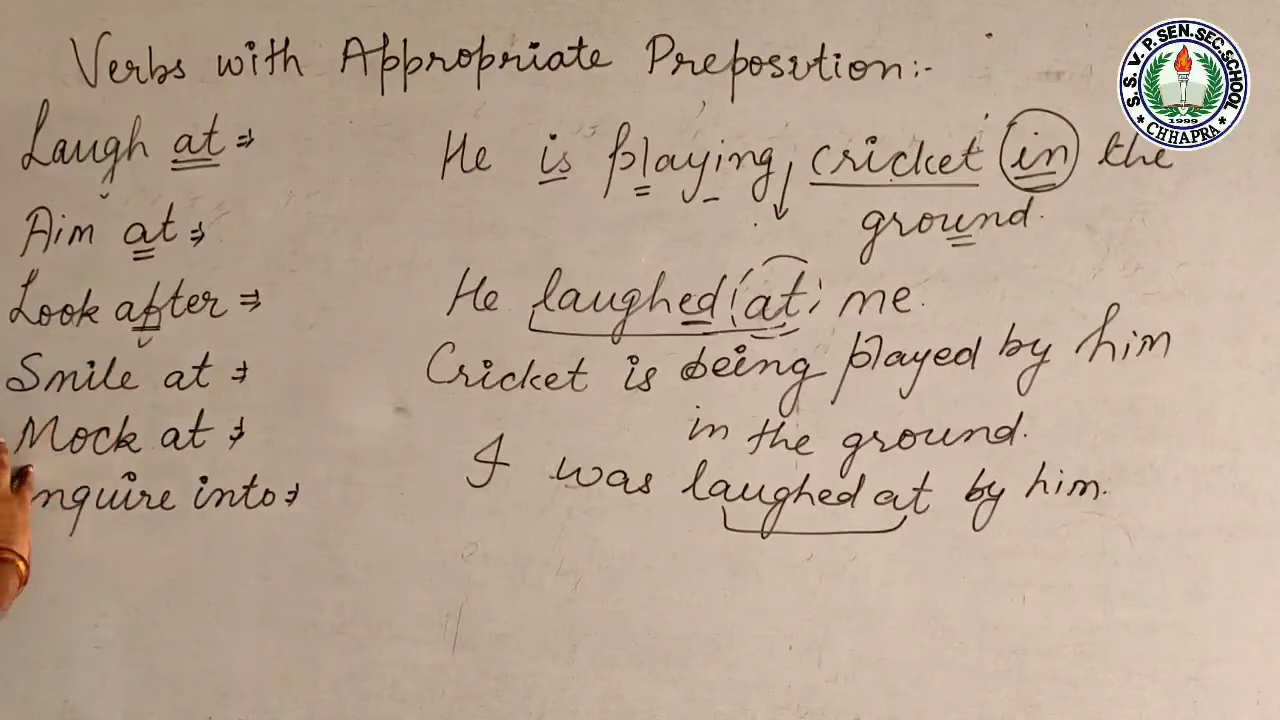 Verbs with Appropriate Preposition:-
Laugh at ⇒
Aim at ⇒
Look after ⇒
Smile at ⇒
Mock at ⇒
nquire into ⇒
He is playing cricket in the
ground.
He laughed at me.
Cricket is being played by him
in the ground.
I was laughed at by him.
S.S.V.P.SEN.SEC.SCHOOL
1999
* CHHAPRA *